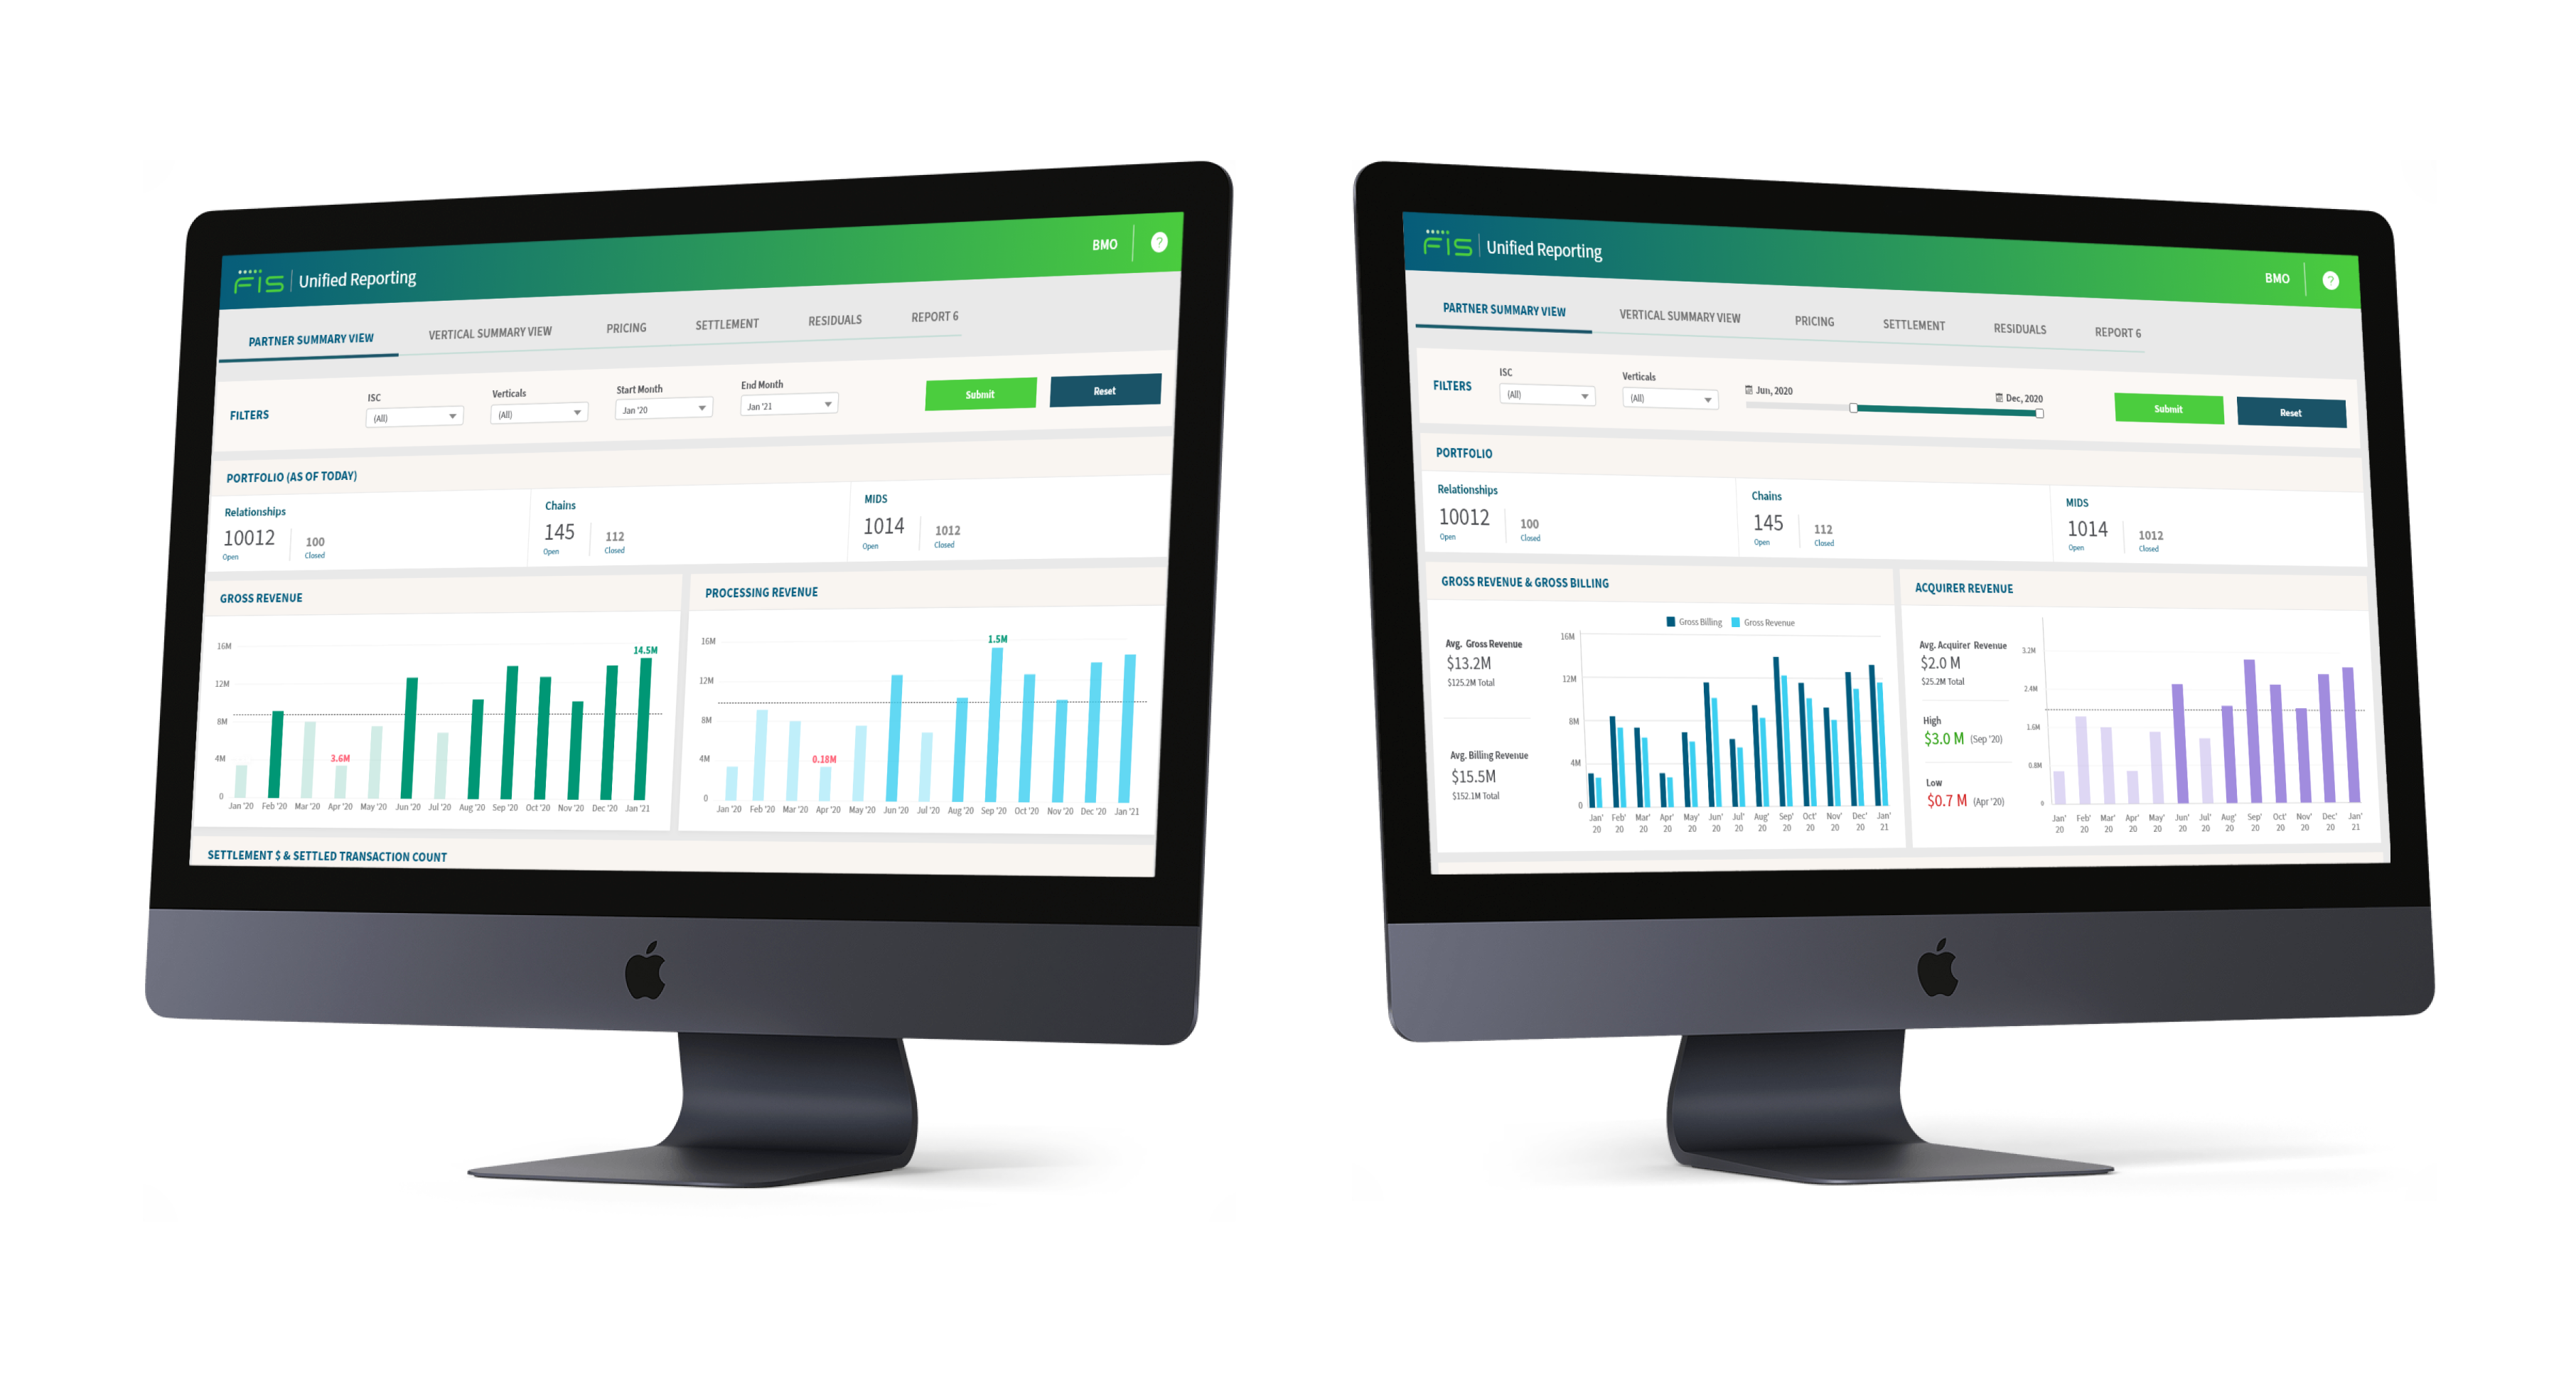 FIS Unified Reporting
BMO ?
PARTNER SUMMARY VIEW VERTICAL SUMMARY VIEW PRICING SETTLEMENT RESIDUALS REPORT 6
FILTERS
ISC Verticals Start Month End Month
(All) (All) Jan '20 Jan '21
Submit Reset
PORTFOLIO (AS OF TODAY)
Relationships
10012 100
Open Closed
Chains
145 112
Open Closed
MIDS
1014 1012
Open Closed
GROSS REVENUE
16M
12M
8M
4M
0
3.6M
14.5M
Jan '20 Feb '20 Mar '20 Apr '20 May '20 Jun '20 Jul '20 Aug '20 Sep '20 Oct '20 Nov '20 Dec '20 Jan '21
PROCESSING REVENUE
16M
12M
8M
4M
0
0.18M
1.5M
Jan '20 Feb '20 Mar '20 Apr '20 May '20 Jun '20 Jul '20 Aug '20 Sep '20 Oct '20 Nov '20 Dec '20 Jan '21
SETTLEMENT $ & SETTLED TRANSACTION COUNT
FIS Unified Reporting
BMO ?
PARTNER SUMMARY VIEW VERTICAL SUMMARY VIEW PRICING SETTLEMENT RESIDUALS REPORT 6
FILTERS
ISC Verticals
(All) (All)
Jun, 2020 Dec, 2020
Submit Reset
PORTFOLIO
Relationships
10012 100
Open Closed
Chains
145 112
Open Closed
MIDS
1014 1012
Open Closed
GROSS REVENUE & GROSS BILLING
Avg. Gross Revenue
$13.2M
$125.2M Total
Avg. Billing Revenue
$15.5M
$152.1M Total
Gross Billing Gross Revenue
16M
12M
8M
4M
0
Jan' Feb' Mar' Apr' May' Jun' Jul' Aug' Sep' Oct' Nov' Dec' Jan'
20 20 20 20 20 20 20 20 20 20 20 20 21
ACQUIRER REVENUE
Avg. Acquirer Revenue
$2.0 M
$25.2M Total
High
$3.0 M (Sep '20)
Low
$0.7 M (Apr '20)
3.2M
2.4M
1.6M
0.8M
0
Jan' Feb' Mar' Apr' May' Jun' Jul' Aug' Sep' Oct' Nov' Dec' Jan'
20 20 20 20 20 20 20 20 20 20 20 20 21